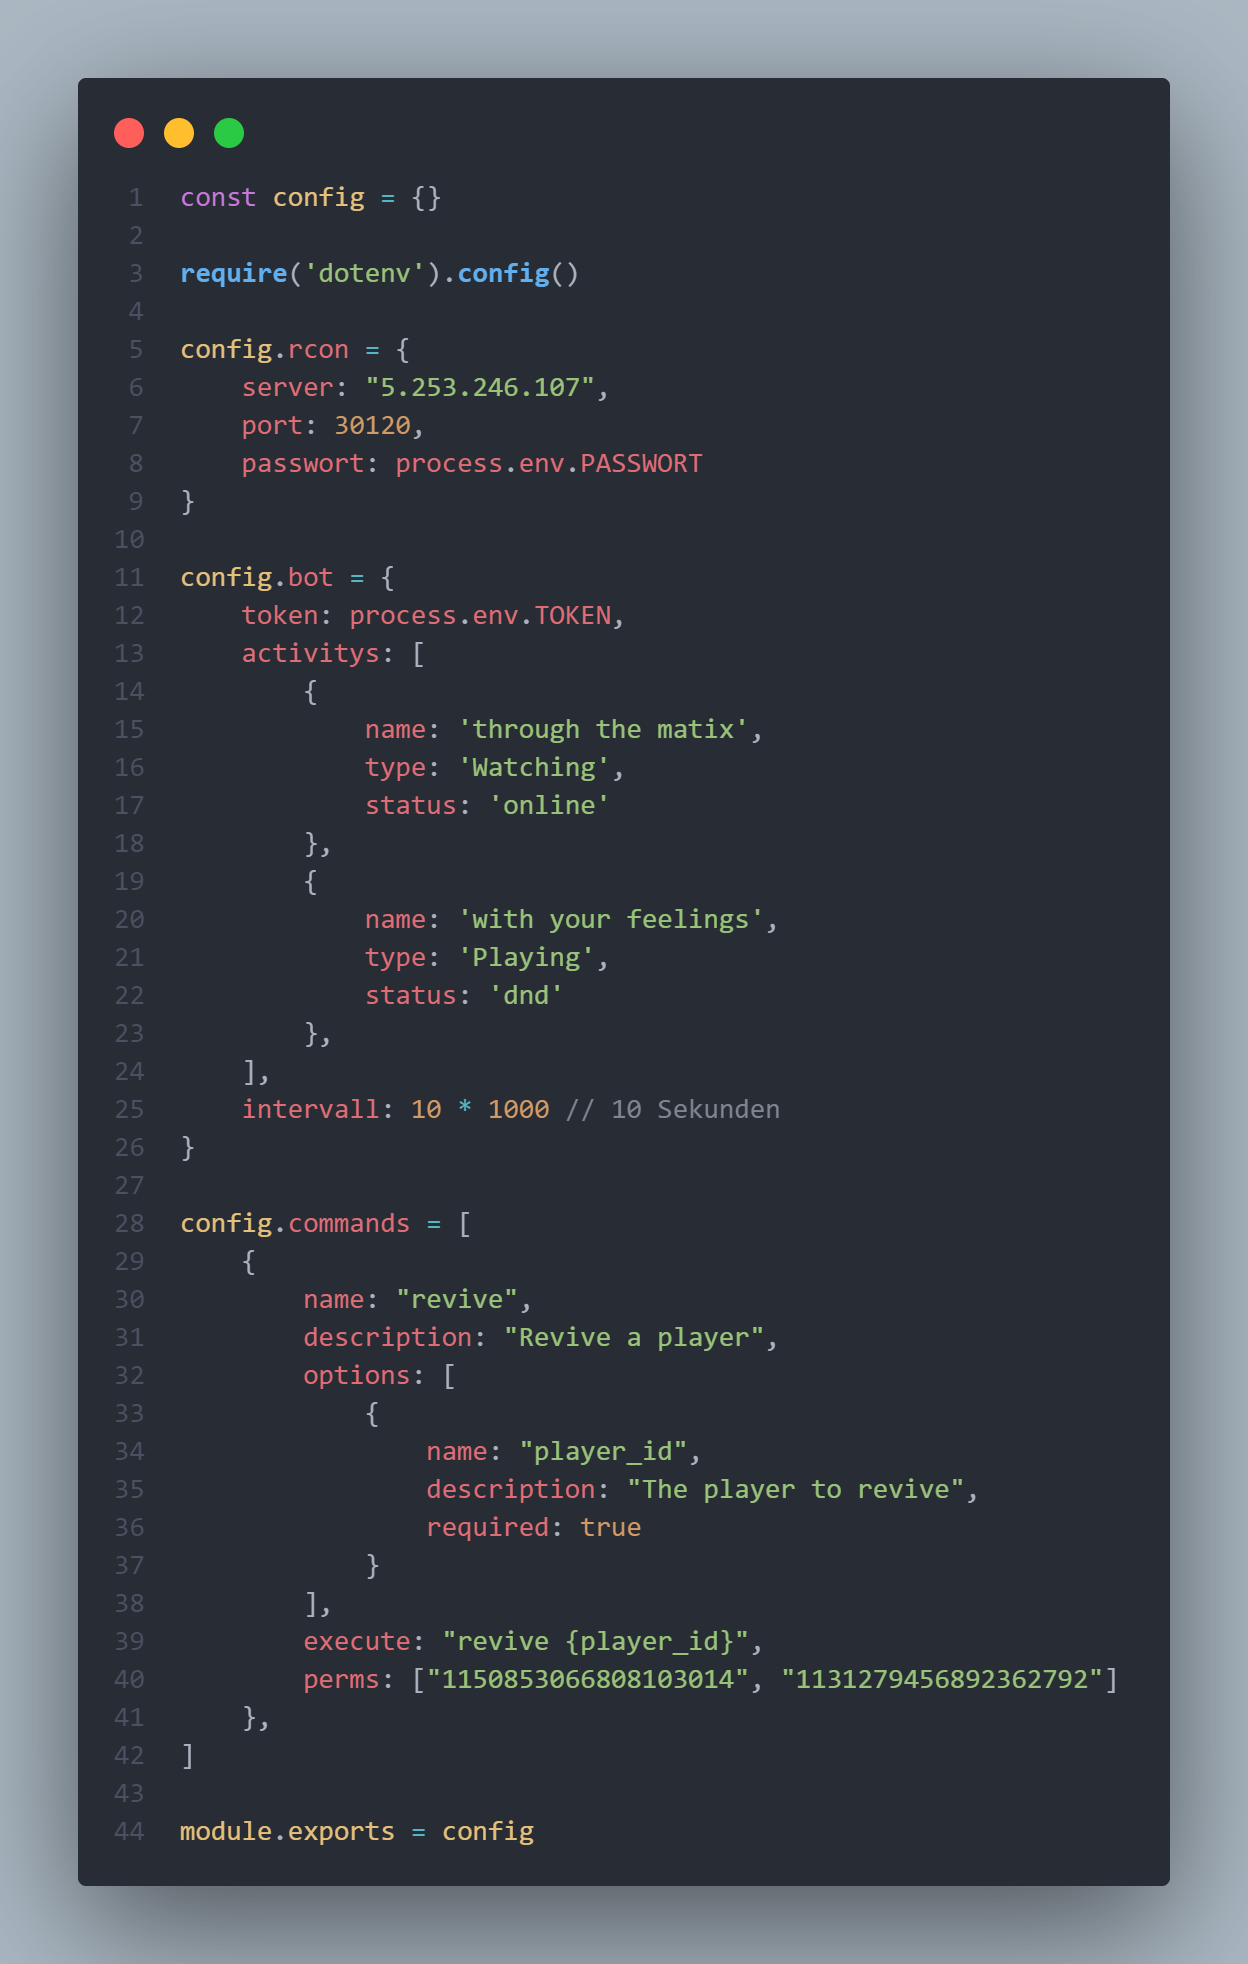 1 const config = {}
2
3 require('dotenv').config()
4
5 config.rcon = {
6     server: "5.253.246.107",
7     port: 30120,
8     passwort: process.env.PASSWORT
9 }
10
11 config.bot = {
12     token: process.env.TOKEN,
13     activitys: [
14         {
15             name: 'through the matix',
16             type: 'Watching',
17             status: 'online'
18         },
19         {
20             name: 'with your feelings',
21             type: 'Playing',
22             status: 'dnd'
23         },
24     ],
25     intervall: 10 * 1000 // 10 Sekunden
26 }
27
28 config.commands = [
29     {
30         name: "revive",
31         description: "Revive a player",
32         options: [
33             {
34                 name: "player_id",
35                 description: "The player to revive",
36                 required: true
37             }
38         ],
39         execute: "revive {player_id}",
40         perms: ["1150853066808103014", "1131279456892362792"]
41     },
42 ]
43
44 module.exports = config